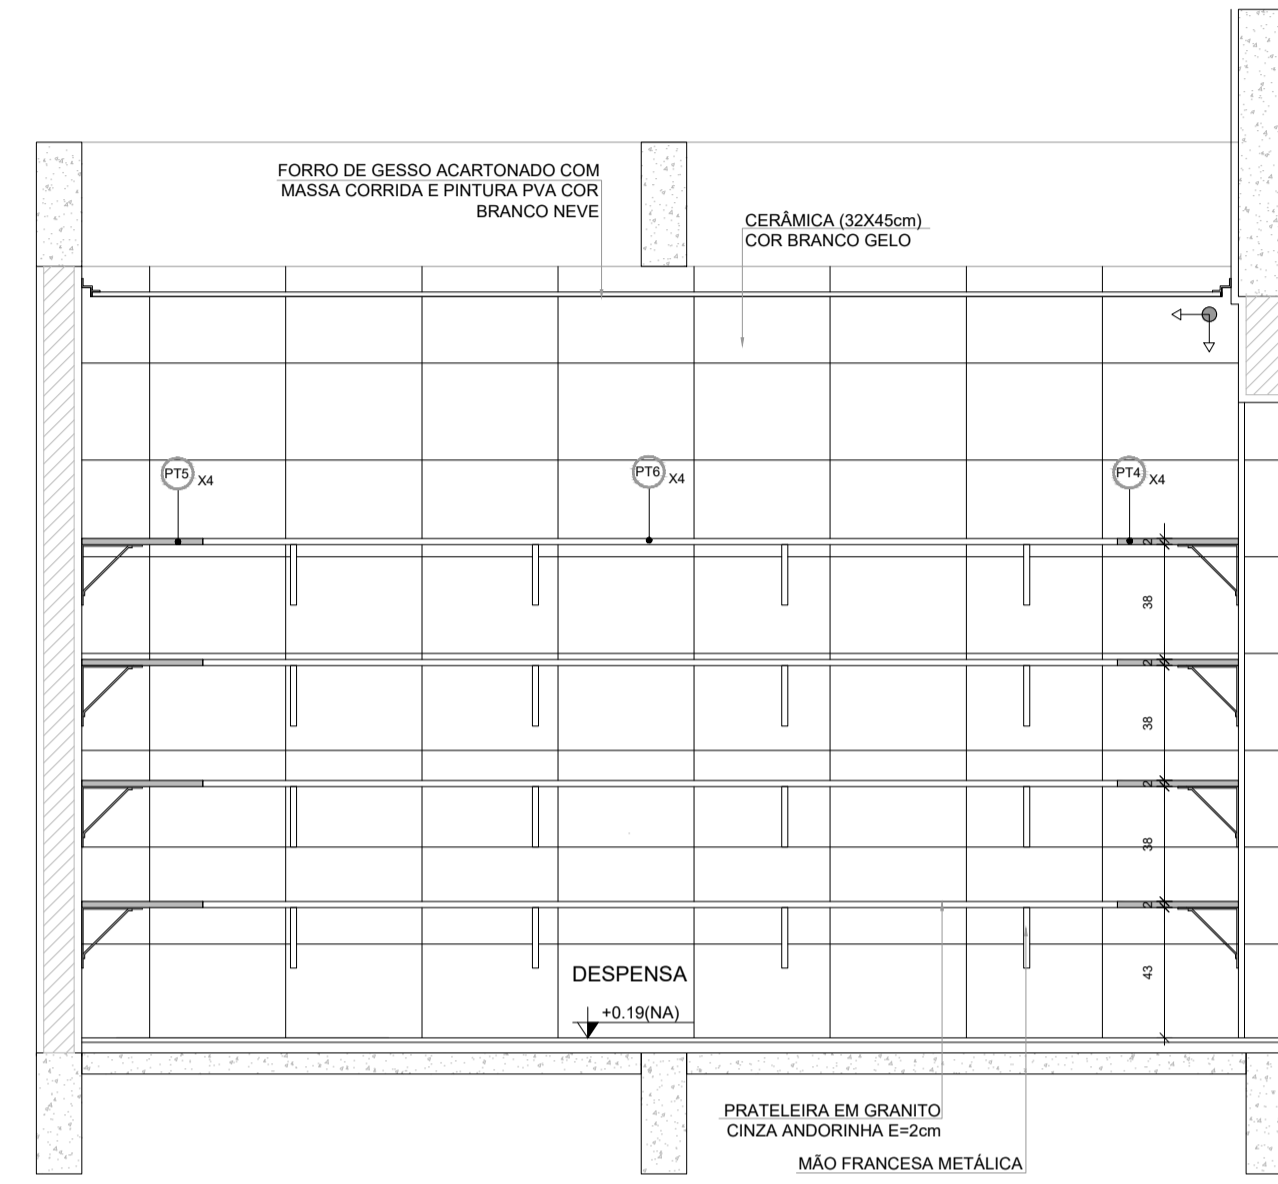 FORRO DE GESSO ACARTONADO COM
MASSA CORRIDA E PINTURA PVA COR
BRANCO NEVE
CERÂMICA (32X45cm)
COR BRANCO GELO
PT5 X4
PT6 X4
PT4 X4
2
38
2
38
2
38
2
43
DESPENSA
+0.19(NA)
PRATELEIRA EM GRANITO
CINZA ANDORINHA E=2cm
MÃO FRANCESA METÁLICA